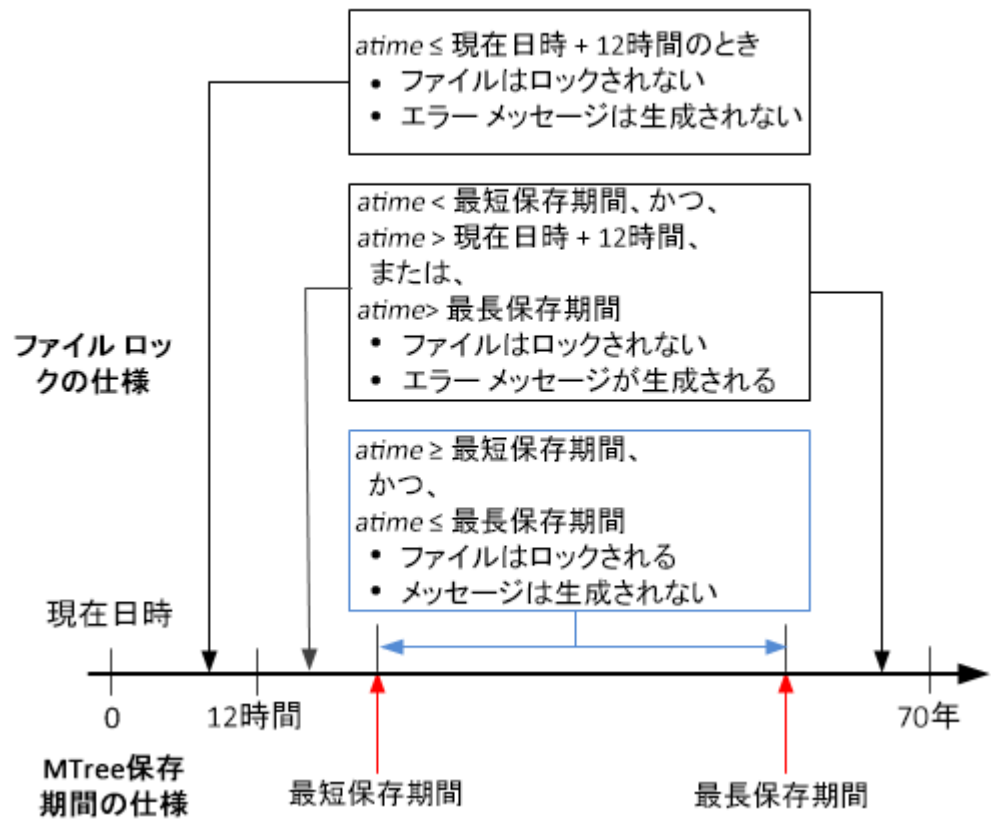 atime ≤ 現在日時 + 12時間のとき
• ファイルはロックされない
• エラー メッセージは生成されない
atime < 最短保存期間、かつ、
atime > 現在日時 + 12時間、
または、
atime> 最長保存期間
• ファイルはロックされない
• エラー メッセージが生成される
ファイル ロッ
クの仕様
atime ≥ 最短保存期間、
かつ、
atime ≤ 最長保存期間
• ファイルはロックされる
• メッセージは生成されない
現在日時
0
12時間
70年
MTree保存
期間の仕様
最短保存期間
最長保存期間